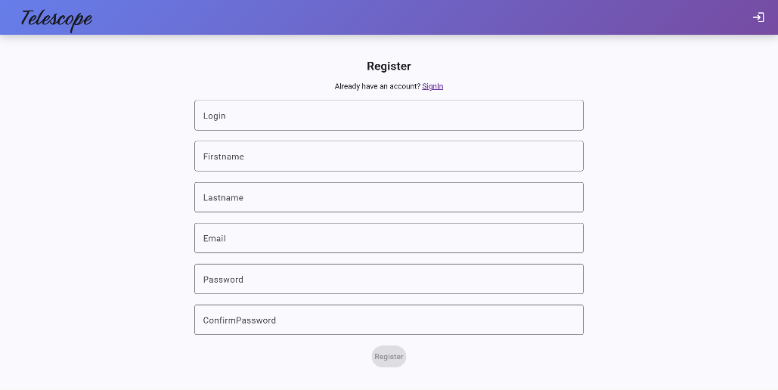 Telescope
Register
Already have an account? SignIn
Login
Firstname
Lastname
Email
Password
ConfirmPassword
Register